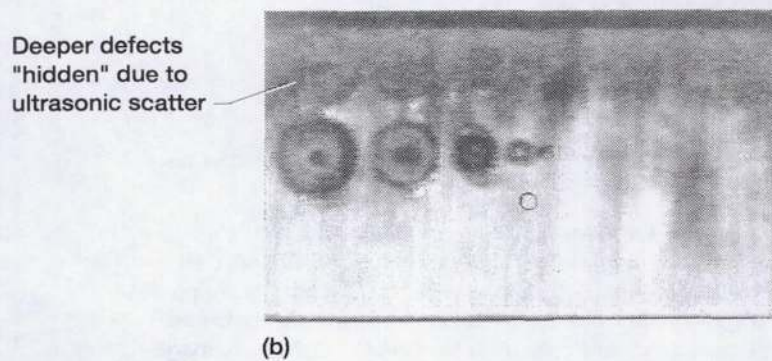 Deeper defects
"hidden" due to
ultrasonic scatter
(b)